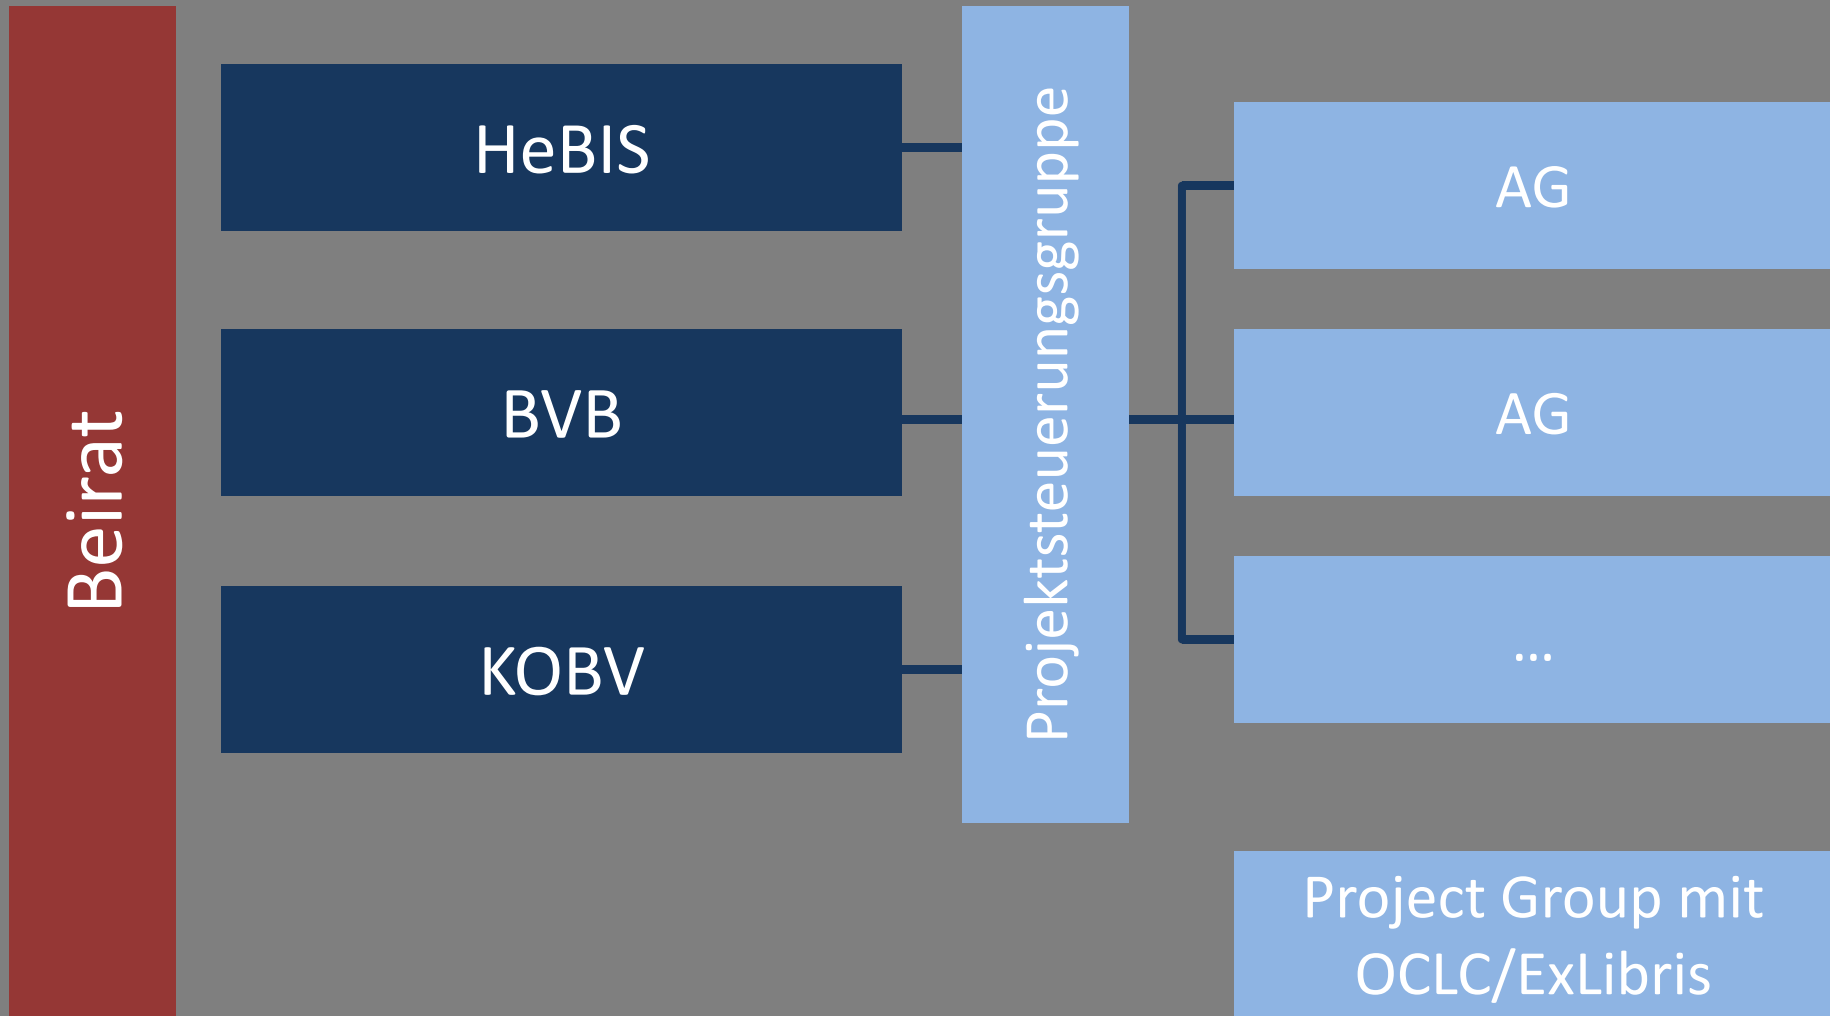 Beirat
HeBIS
BVB
KOBV
Projektsteuerungsgruppe
AG
AG
...
Project Group mit
OCLC/ExLibris